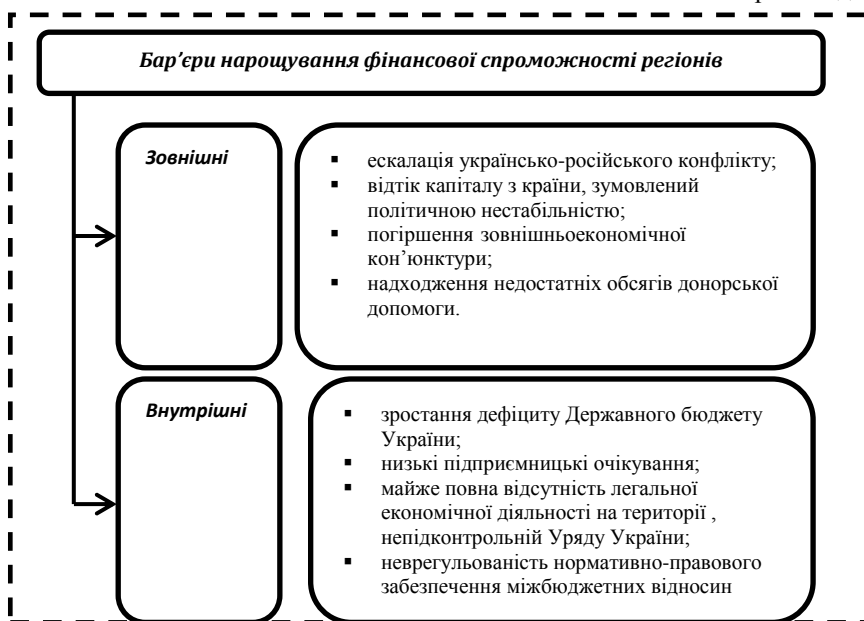 Бар’єри нарощування фінансової спроможності регіонів
Зовнішні
▪ ескалація українсько-російського конфлікту;
▪ відтік капіталу з країни, зумовлений
політичною нестабільністю;
▪ погіршення зовнішньоекономічної
кон’юнктури;
▪ надходження недостатніх обсягів донорської
допомоги.
Внутрішні
▪ зростання дефіциту Державного бюджету
України;
▪ низькі підприємницькі очікування;
▪ майже повна відсутність легальної
економічної діяльності на території ,
непідконтрольній Уряду України;
▪ неврегульованість нормативно-правового
забезпечення міжбюджетних відносин